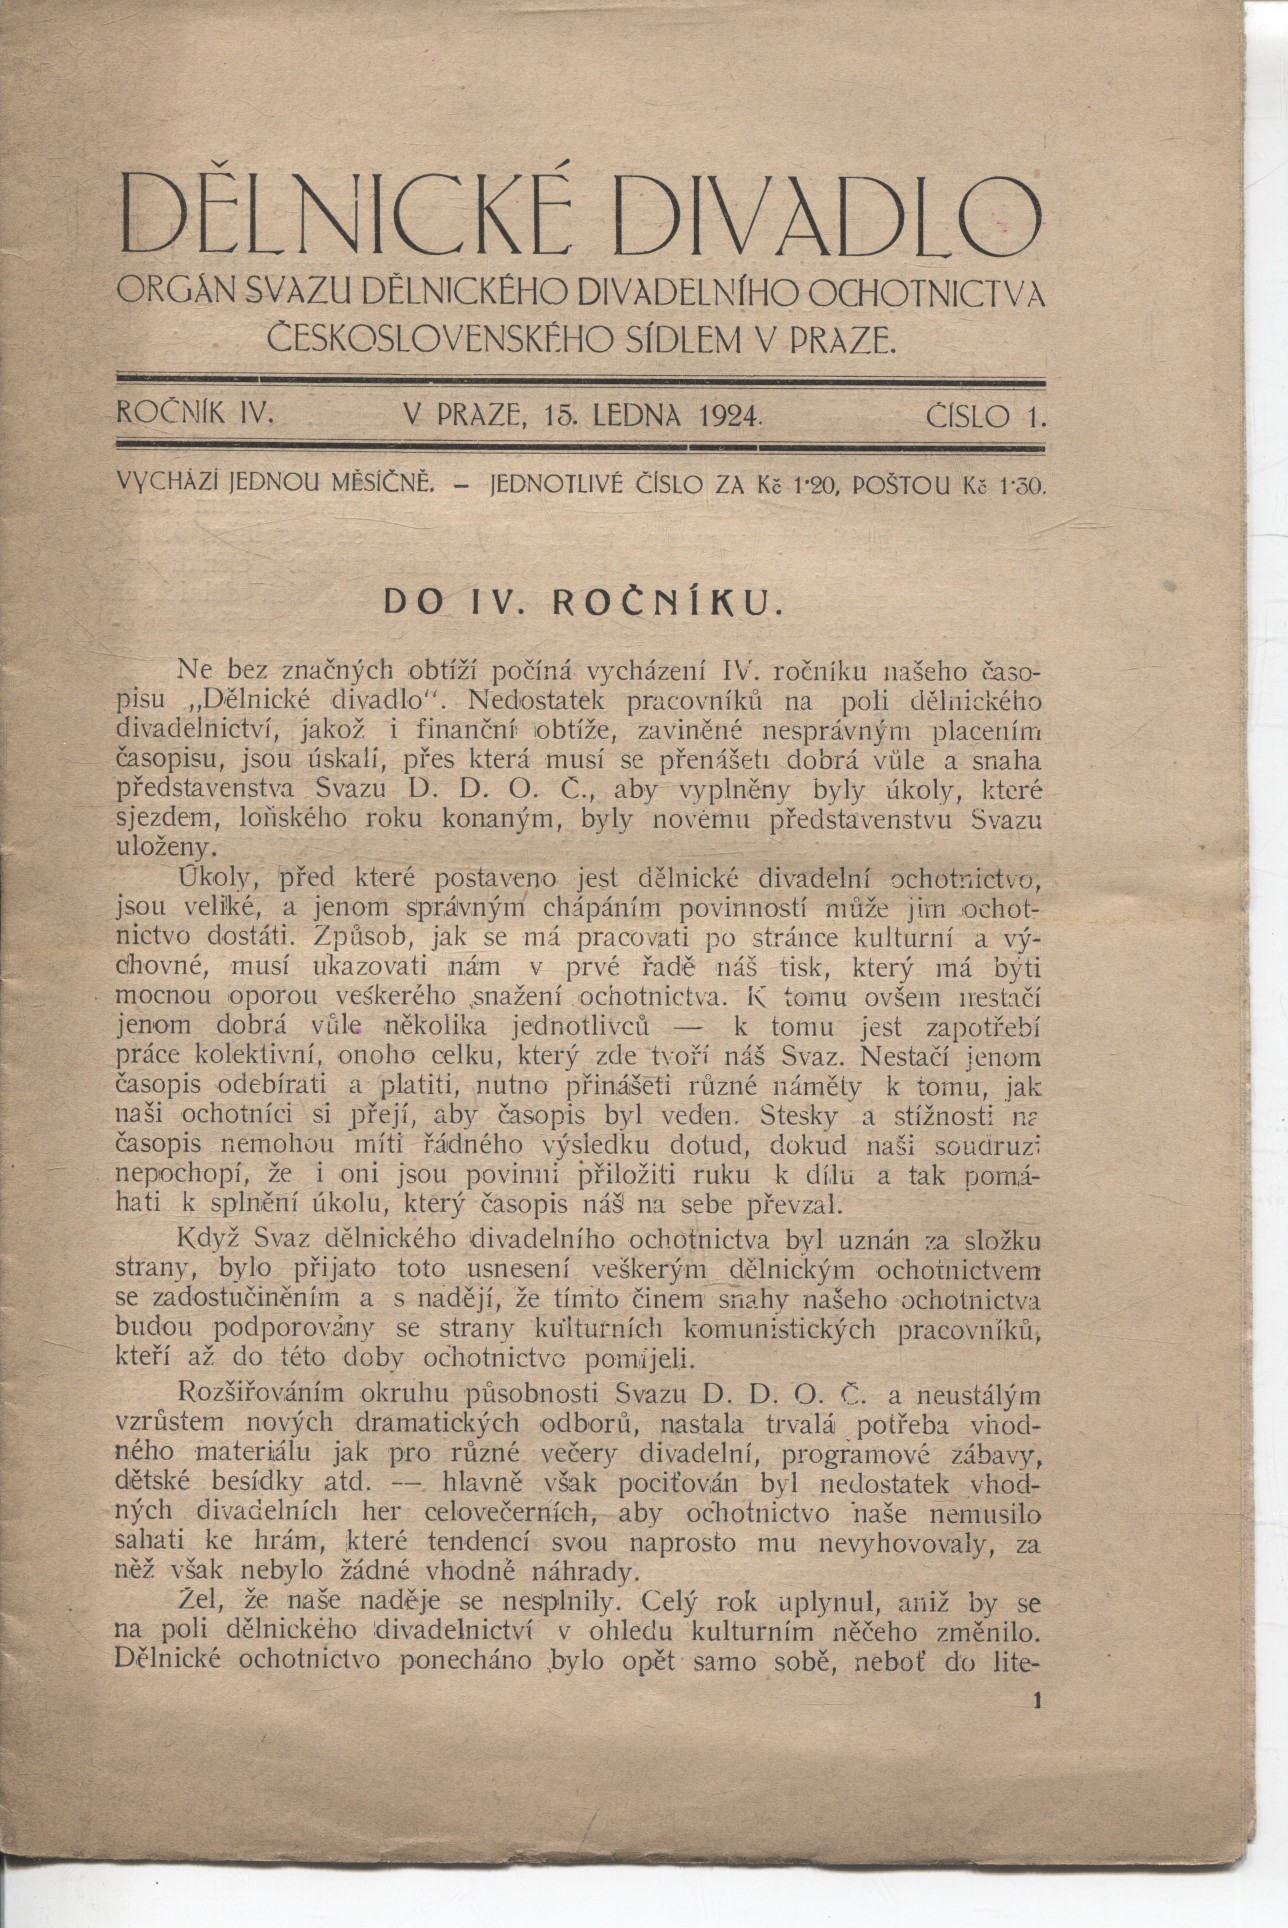 DĚLNICKÉ DIVADLO
ORGÁN SVAZU DĚLNICKÉHO DIVADELNÍHO OCHOTNICTVA
ČESKOSLOVENSKÉHO SÍDLEM V PRAZE.
ROČNÍK IV. V PRAZE, 15. LEDNA 1924. ČÍSLO 1.
VYCHÁZÍ JEDNOU MĚSÍČNĚ. – JEDNOTLIVÉ ČÍSLO ZA Kč 1·20, POŠTOU Kč 1·30.
DO IV. ROČNÍKU.
Ne bez značných obtíží počíná vycházení IV. ročníku našeho časo-
pisu „Dělnické divadlo“. Nedostatek pracovníků na poli dělnického
divadelnictví, jakož i finanční obtíže, zaviněné nesprávným placením
časopisu, jsou úskalí, přes která musí se přenášeti dobrá vůle a snaha
představenstva Svazu D. D. O. Č., aby vyplněny byly úkoly, které
sjezdem, loňského roku konaným, byly novému představenstvu Svazu
uloženy.
Úkoly, před které postaveno jest dělnické divadelní ochotnictvo,
jsou veliké, a jenom správným chápáním povinností může jim ochot-
nictvo dostáti. Způsob, jak se má pracovati po stránce kulturní a vý-
chovné, musí ukazovati nám v prvé řadě náš tisk, který má býti
mocnou oporou veškerého snažení ochotnictva. K tomu ovšem nestačí
jenom dobrá vůle několika jednotlivců — k tomu jest zapotřebí
práce kolektivní, onoho celku, který zde tvoří náš Svaz. Nestačí jenom
časopis odebírati a platiti, nutno přinášeti různé náměty k tomu, jak
naši ochotníci si přejí, aby časopis byl veden. Stesky a stížnosti na
časopis nemohou míti řádného výsledku dotud, dokud naši soudruzi
nepochopí, že i oni jsou povinni přiložiti ruku k dílu a tak pomá-
hati k splnění úkolu, který časopis náš na sebe převzal.
Když Svaz dělnického divadelního ochotnictva byl uznán za složku
strany, bylo přijato toto usnesení veškerým dělnickým ochotnictvem
se zadostučiněním a s nadějí, že tímto činem snahy našeho ochotnictva
budou podporovány se strany kulturních komunistických pracovníků,
kteří až do této doby ochotnictvo pomíjeli.
Rozšiřováním okruhu působnosti Svazu D. D. O. Č. a neustálým
vzrůstem nových dramatických odborů, nastala trvalá potřeba vhod-
ného materiálu jak pro různé večery divadelní, programové zábavy,
dětské besídky atd. — hlavně však pociťován byl nedostatek vhod-
ných divadelních her celovečerních, aby ochotnictvo naše nemusilo
sahati ke hrám, které tendencí svou naprosto mu nevyhovovaly, za
něž však nebylo žádné vhodné náhrady.
Žel, že naše naděje se nesplnily. Celý rok uplynul, aniž by se
na poli dělnického divadelnictví v ohledu kulturním něčeho změnilo.
Dělnické ochotnictvo ponecháno bylo opět samo sobě, neboť do lite-
1